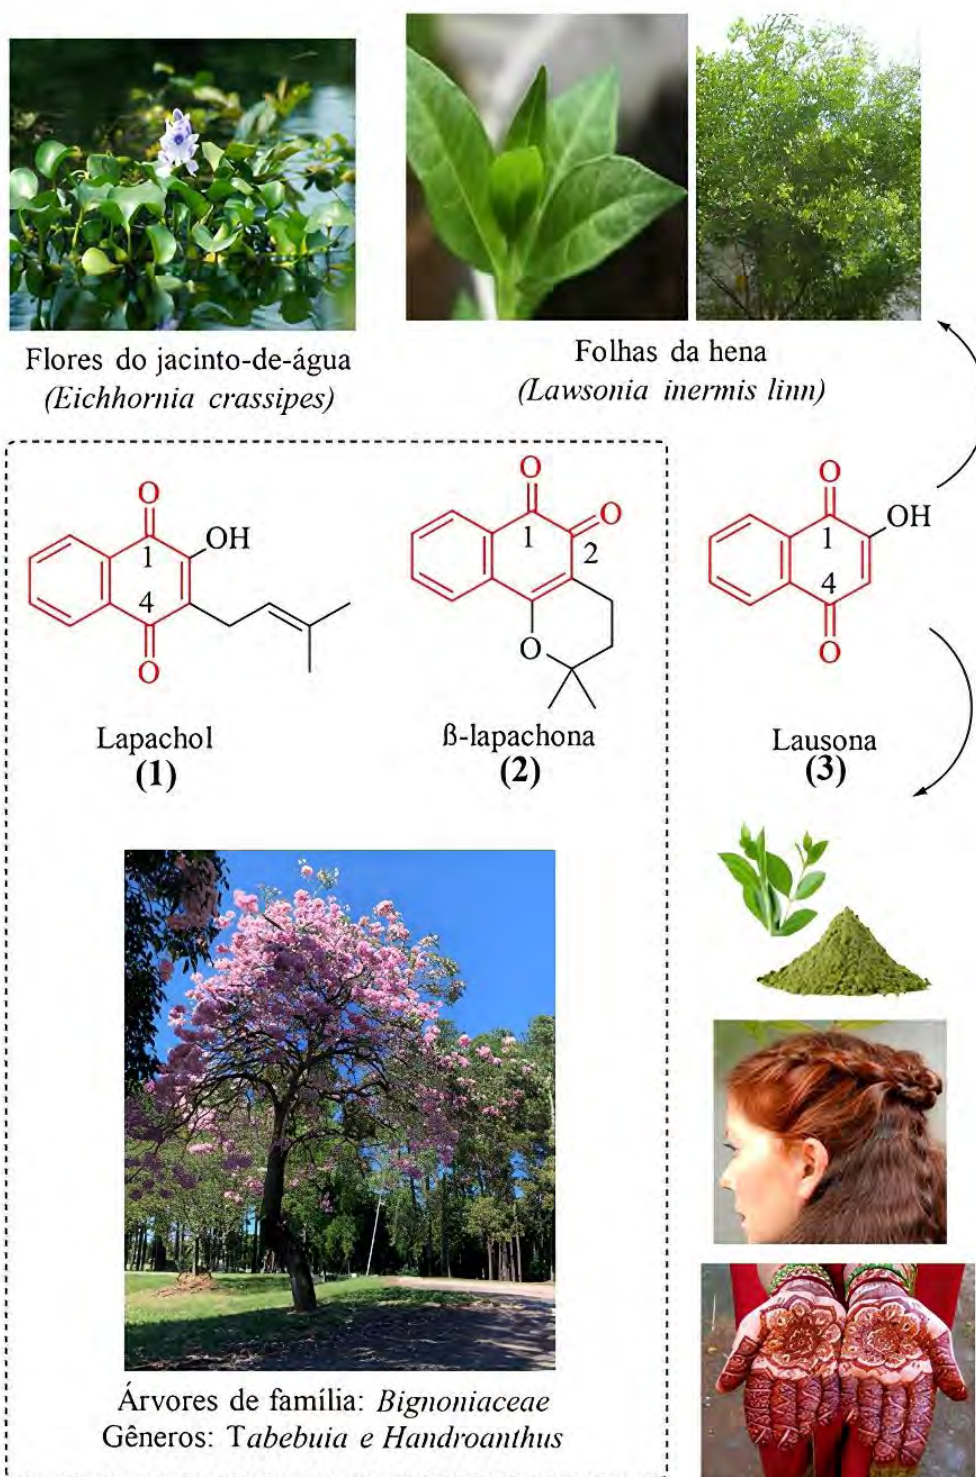 Flores do jacinto-de-água
(Eichhornia crassipes)
Folhas da hena
(Lawsonia inermis linn)
O
1
OH
4
O
Lapachol
(1)
O
O
1
2
O
ß-lapachona
(2)
O
1
OH
4
O
Lausona
(3)
Árvores de família: Bignoniaceae
Gêneros: Tabebuia e Handroanthus